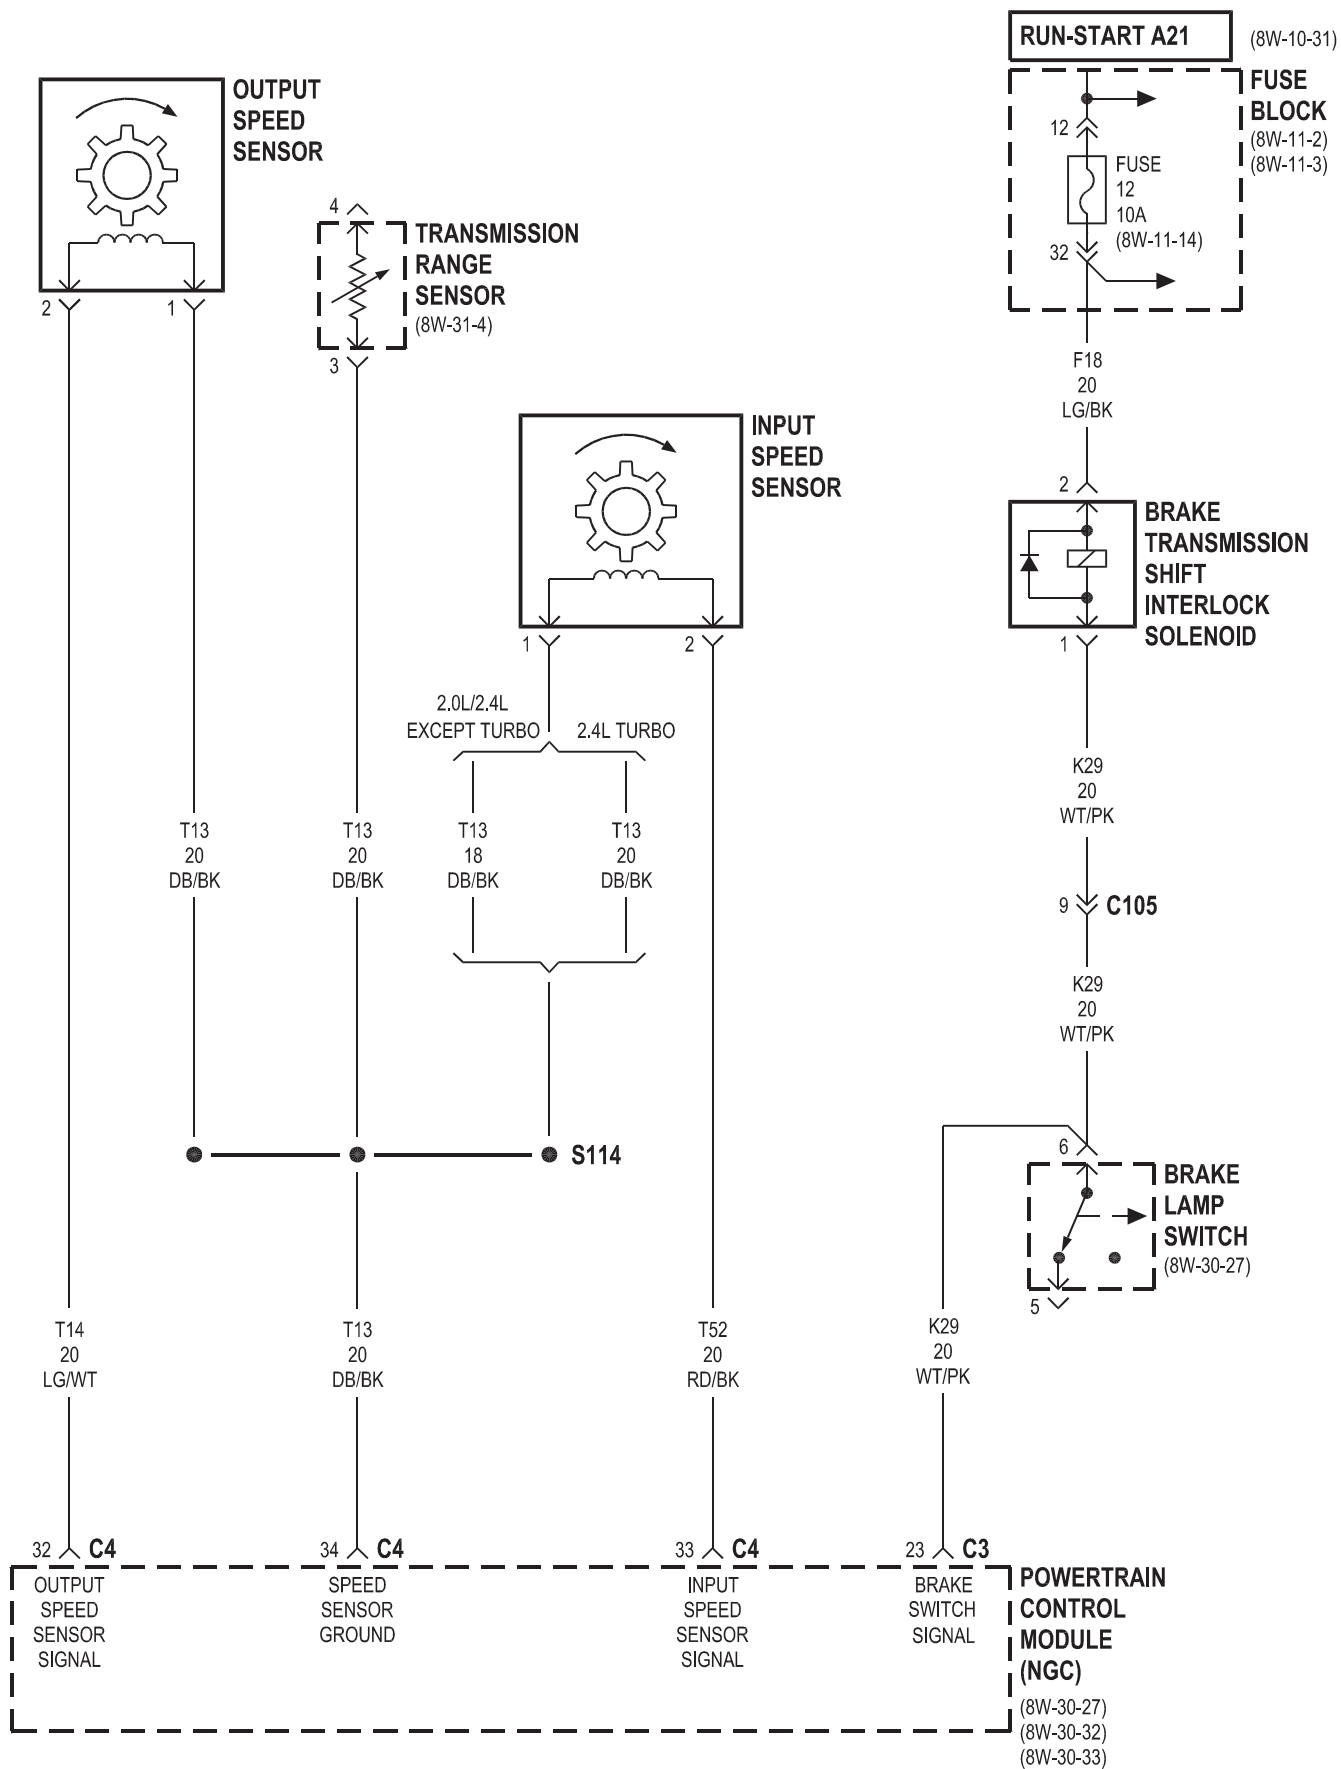 RUN-START A21
(8W-10-31)
FUSE
BLOCK
(8W-11-2)
(8W-11-3)
12
FUSE
12
10A
(8W-11-14)
32
OUTPUT
SPEED
SENSOR
2
1
4
TRANSMISSION
RANGE
SENSOR
(8W-31-4)
3
F18
20
LG/BK
INPUT
SPEED
SENSOR
1
2
2
BRAKE
TRANSMISSION
SHIFT
INTERLOCK
SOLENOID
1
2.0L/2.4L
EXCEPT TURBO
2.4L TURBO
K29
20
WT/PK
T13
20
DB/BK
T13
20
DB/BK
T13
18
DB/BK
T13
20
DB/BK
9
C105
K29
20
WT/PK
S114
6
BRAKE
LAMP
SWITCH
(8W-30-27)
5
T14
20
LG/WT
T13
20
DB/BK
T52
20
RD/BK
K29
20
WT/PK
32
C4
34
C4
33
C4
23
C3
OUTPUT
SPEED
SENSOR
SIGNAL
SPEED
SENSOR
GROUND
INPUT
SPEED
SENSOR
SIGNAL
BRAKE
SWITCH
SIGNAL
POWERTRAIN
CONTROL
MODULE
(NGC)
(8W-30-27)
(8W-30-32)
(8W-30-33)